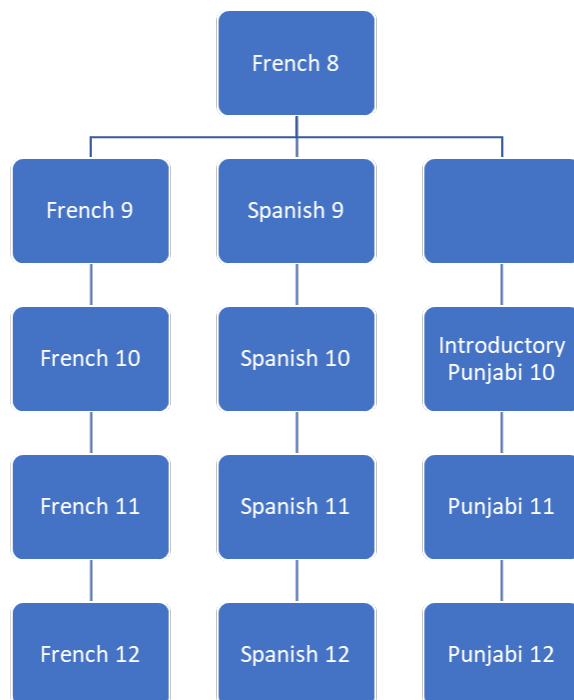 French 8
French 9
Spanish 9
French 10
Spanish 10
Introductory
Punjabi 10
French 11
Spanish 11
Punjabi 11
French 12
Spanish 12
Punjabi 12